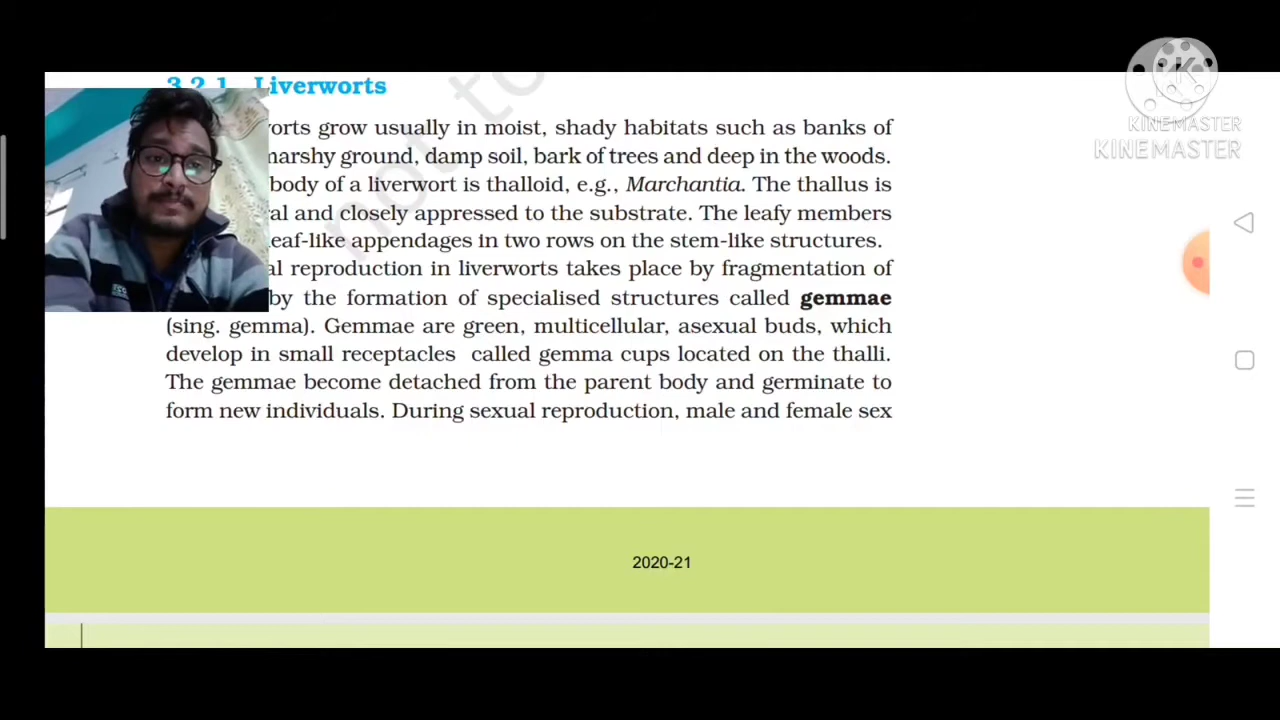 3.2.1 Liverworts
orts grow usually in moist, shady habitats such as banks of
marshy ground, damp soil, bark of trees and deep in the woods.
body of a liverwort is thalloid, e.g., Marchantia. The thallus is
al and closely appressed to the substrate. The leafy members
eaf-like appendages in two rows on the stem-like structures.
al reproduction in liverworts takes place by fragmentation of
by the formation of specialised structures called gemmae
(sing. gemma). Gemmae are green, multicellular, asexual buds, which
develop in small receptacles called gemma cups located on the thalli.
The gemmae become detached from the parent body and germinate to
form new individuals. During sexual reproduction, male and female sex
not to
2020-21
KINEMASTER
KINEMASTER